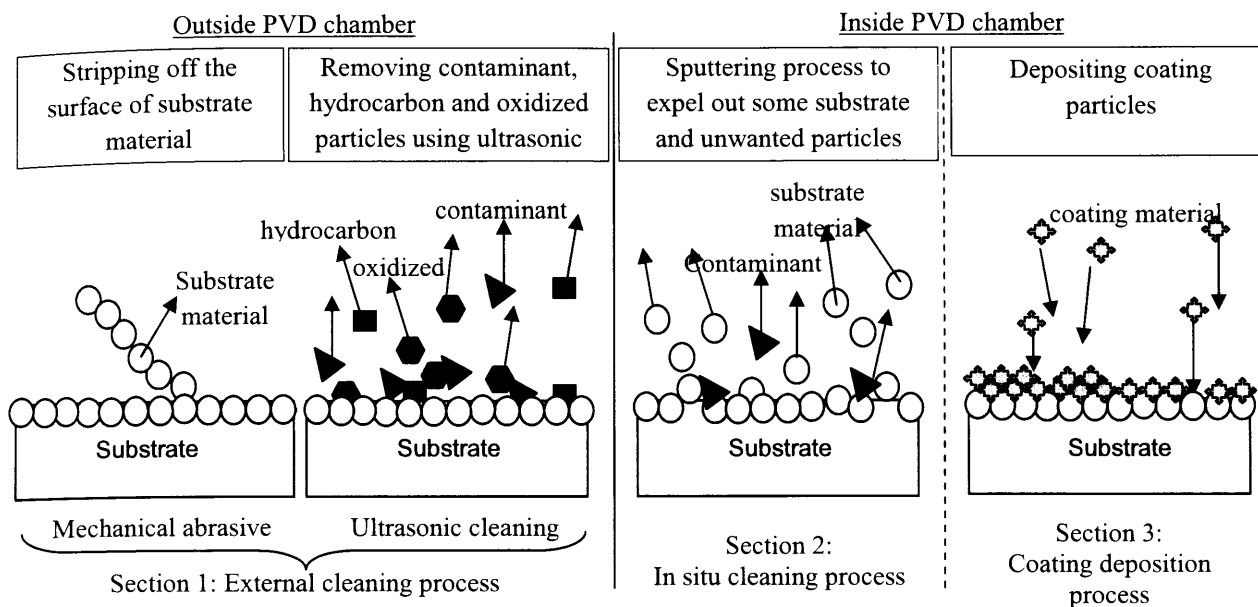 Outside PVD chamber
Inside PVD chamber
Stripping off the
surface of substrate
material
Removing contaminant,
hydrocarbon and oxidized
particles using ultrasonic
Sputtering process to
expel out some substrate
and unwanted particles
Depositing coating
particles
Substrate
material
hydrocarbon
oxidized
contaminant
substrate
material
Contaminant
coating material
Substrate
Substrate
Substrate
Substrate
Mechanical abrasive
Ultrasonic cleaning
Section 1: External cleaning process
Section 2:
In situ cleaning process
Section 3:
Coating deposition
process